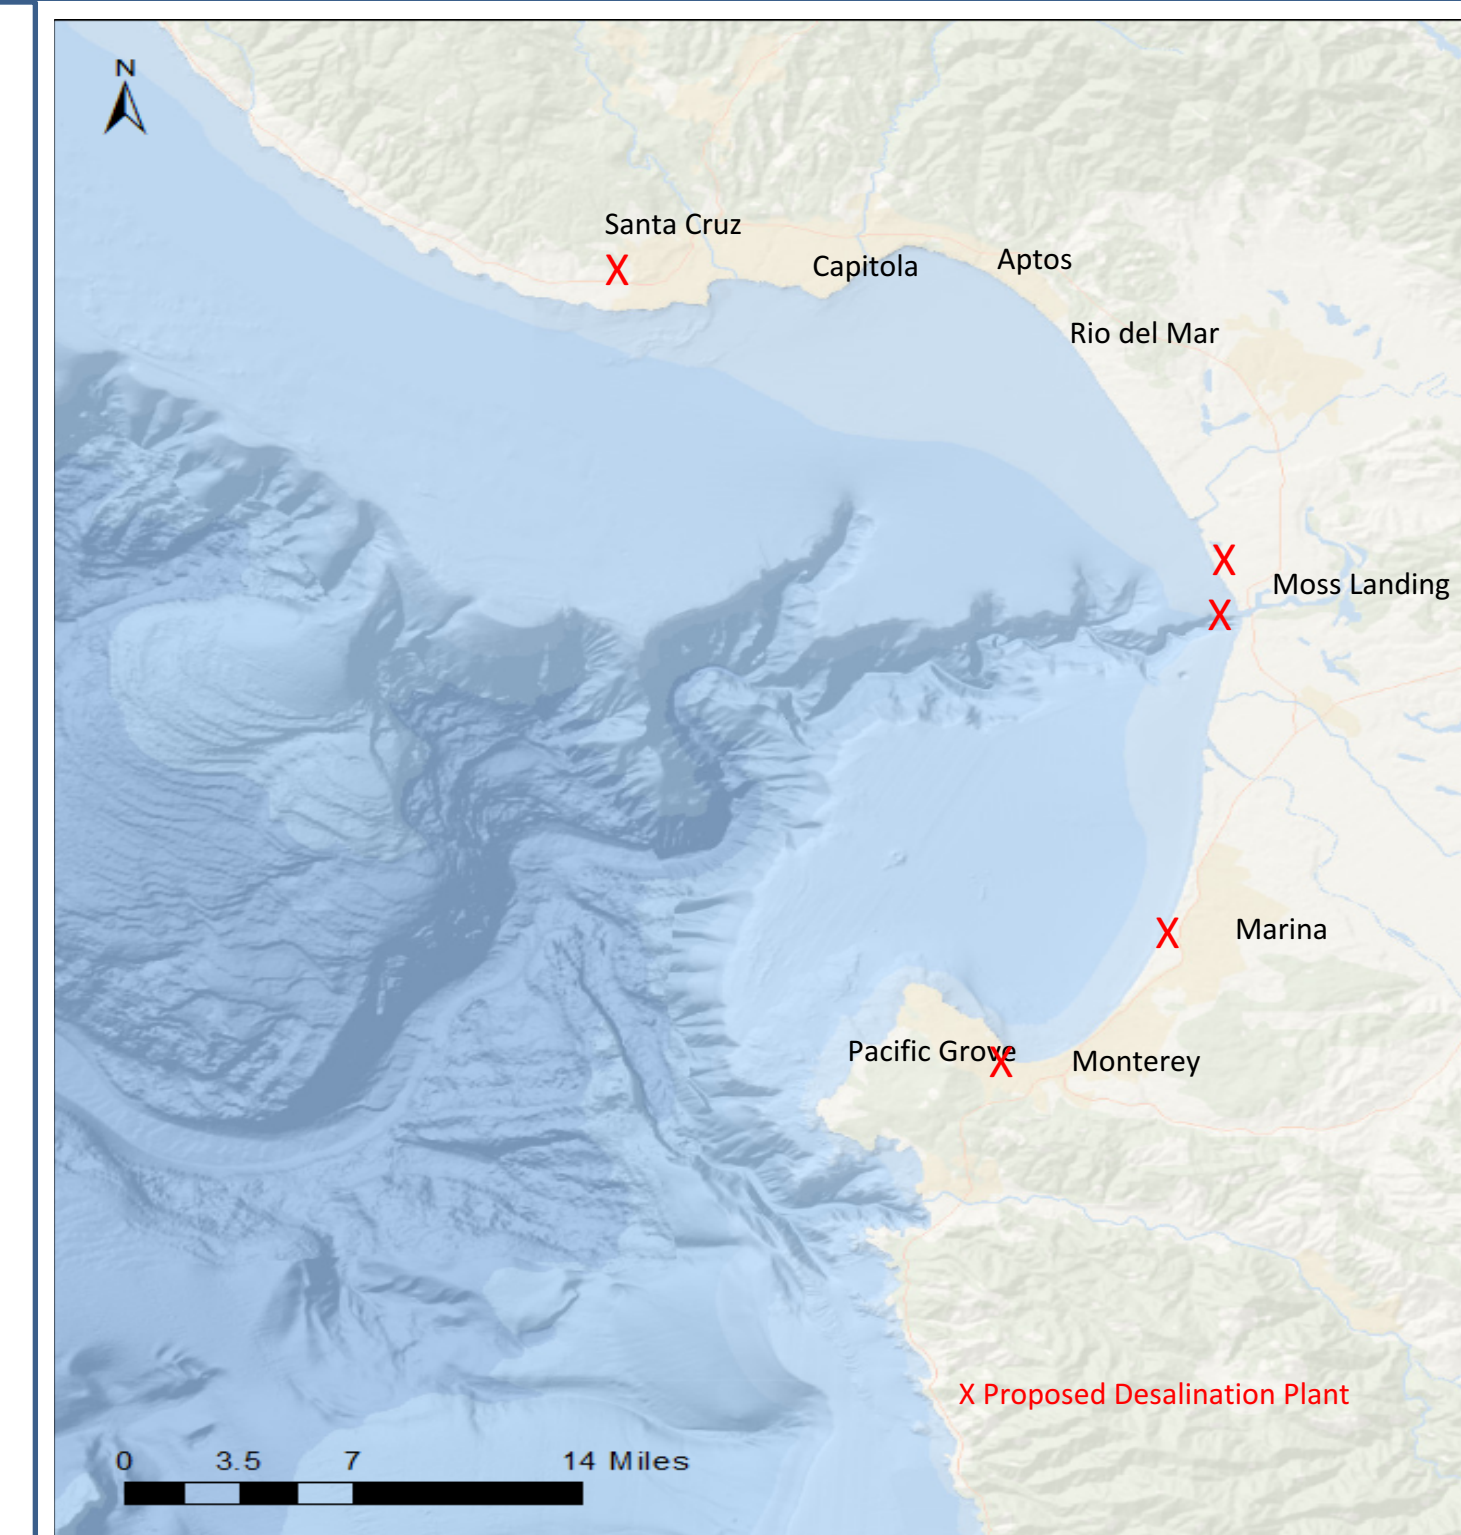 N
Santa Cruz
X
Capitola
Aptos
Rio del Mar
X
Moss Landing
X
X
Marina
Pacific Grove
X
Monterey
X Proposed Desalination Plant
0 3.5 7 14 Miles